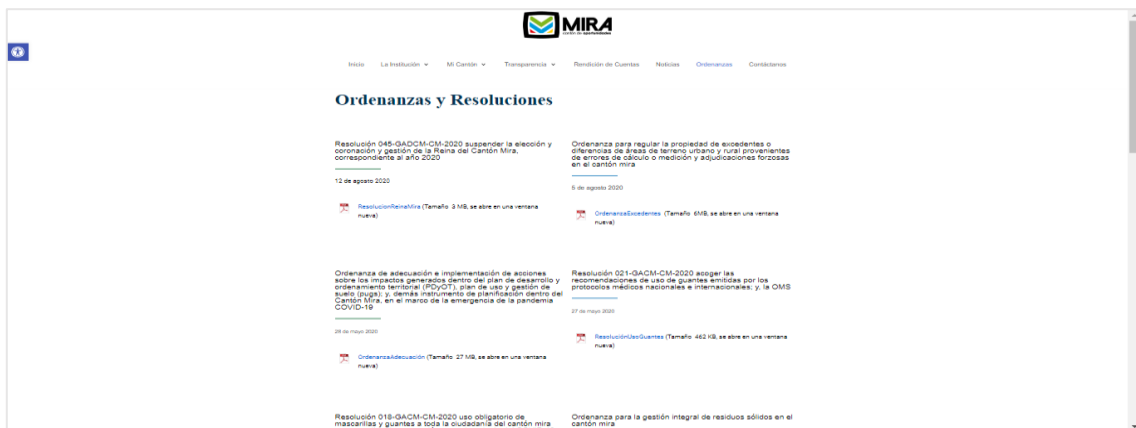 MIRA
cantón de oportunidades
Inicio La Institución Mi Cantón Transparencia Rendición de Cuentas Noticias Ordenanzas Contáctanos
Ordenanzas y Resoluciones
Resolución 045-GADCM-CM-2020 suspender la elección y
coronación y gestión de la Reina del Cantón Mira,
correspondiente al año 2020
12 de agosto 2020
ResolucionReinaMira (Tamaño 3 MB, se abre en una ventana
nueva)
Ordenanza para regular la propiedad de excedentes o
diferencias de áreas de terreno urbano y rural provenientes
de errores de cálculo o medición y adjudicaciones forzosas
en el cantón mira
5 de agosto 2020
OrdenanzaExcedentes (Tamaño 6MB, se abre en una ventana
nueva)
Ordenanza de adecuación e implementación de acciones
sobre los impactos generados dentro del plan de desarrollo y
ordenamiento territorial (PDyOT), plan de uso y gestión de
suelo (pugs); y, demás instrumento de planificación dentro del
Cantón Mira, en el marco de la emergencia de la pandemia
COVID-19
28 de mayo 2020
OrdenanzaAdecuación (Tamaño 27 MB, se abre en una ventana
nueva)
Resolución 021-GACM-CM-2020 acoger las
recomendaciones de uso de guantes emitidas por los
protocolos médicos nacionales e internacionales; y, la OMS
27 de mayo 2020
ResoluciónUsoGuantes (Tamaño 462 KB, se abre en una ventana
nueva)
Resolución 018-GACM-CM-2020 uso obligatorio de
mascarillas y guantes a toda la ciudadanía del cantón mira
Ordenanza para la gestión integral de residuos sólidos en el
cantón mira